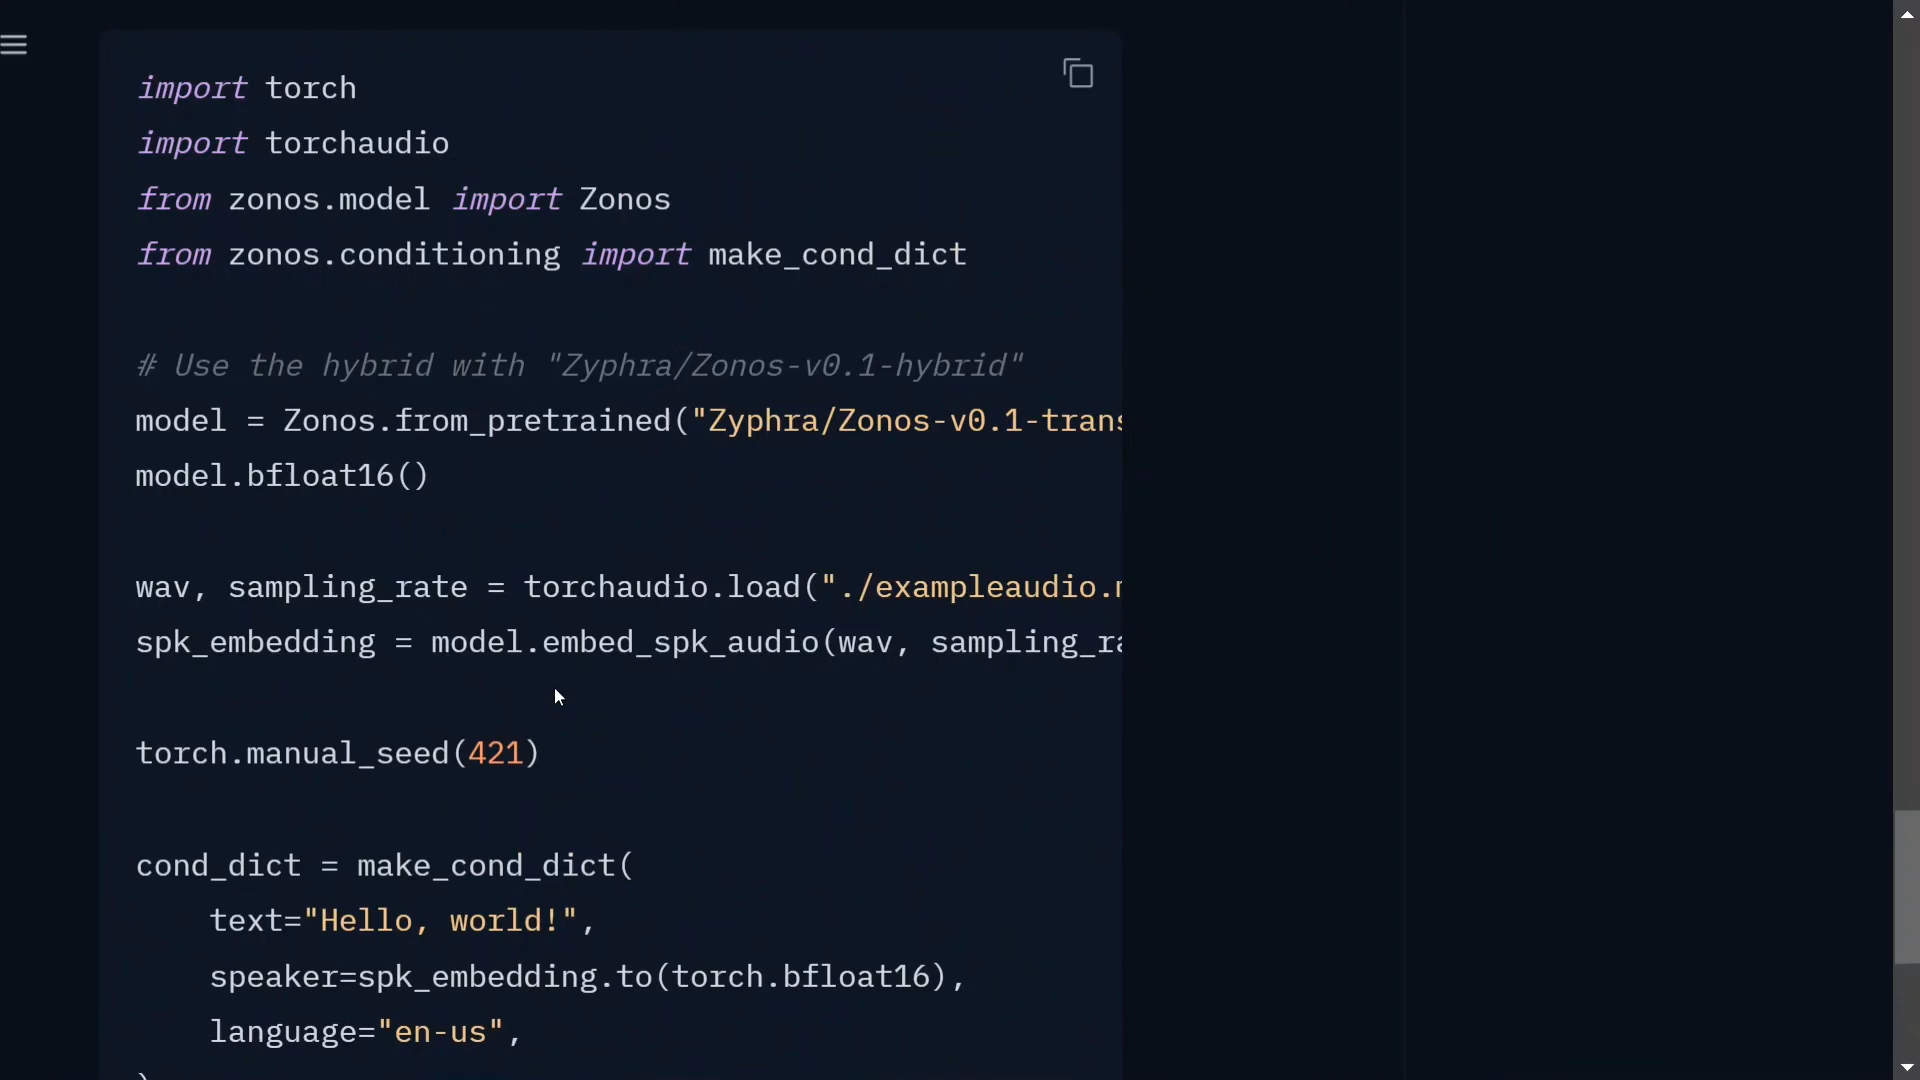 import torch
import torchaudio
from zonos.model import Zonos
from zonos.conditioning import make_cond_dict
# Use the hybrid with "Zyphra/Zonos-v0.1-hybrid"
model = Zonos.from_pretrained("Zyphra/Zonos-v0.1-trans
model.bfloat16()
wav, sampling_rate = torchaudio.load("./exampleaudio.
spk_embedding = model.embed_spk_audio(wav, sampling_ra
torch.manual_seed(421)
cond_dict = make_cond_dict(
    text="Hello, world!",
    speaker=spk_embedding.to(torch.bfloat16),
    language="en-us",
)